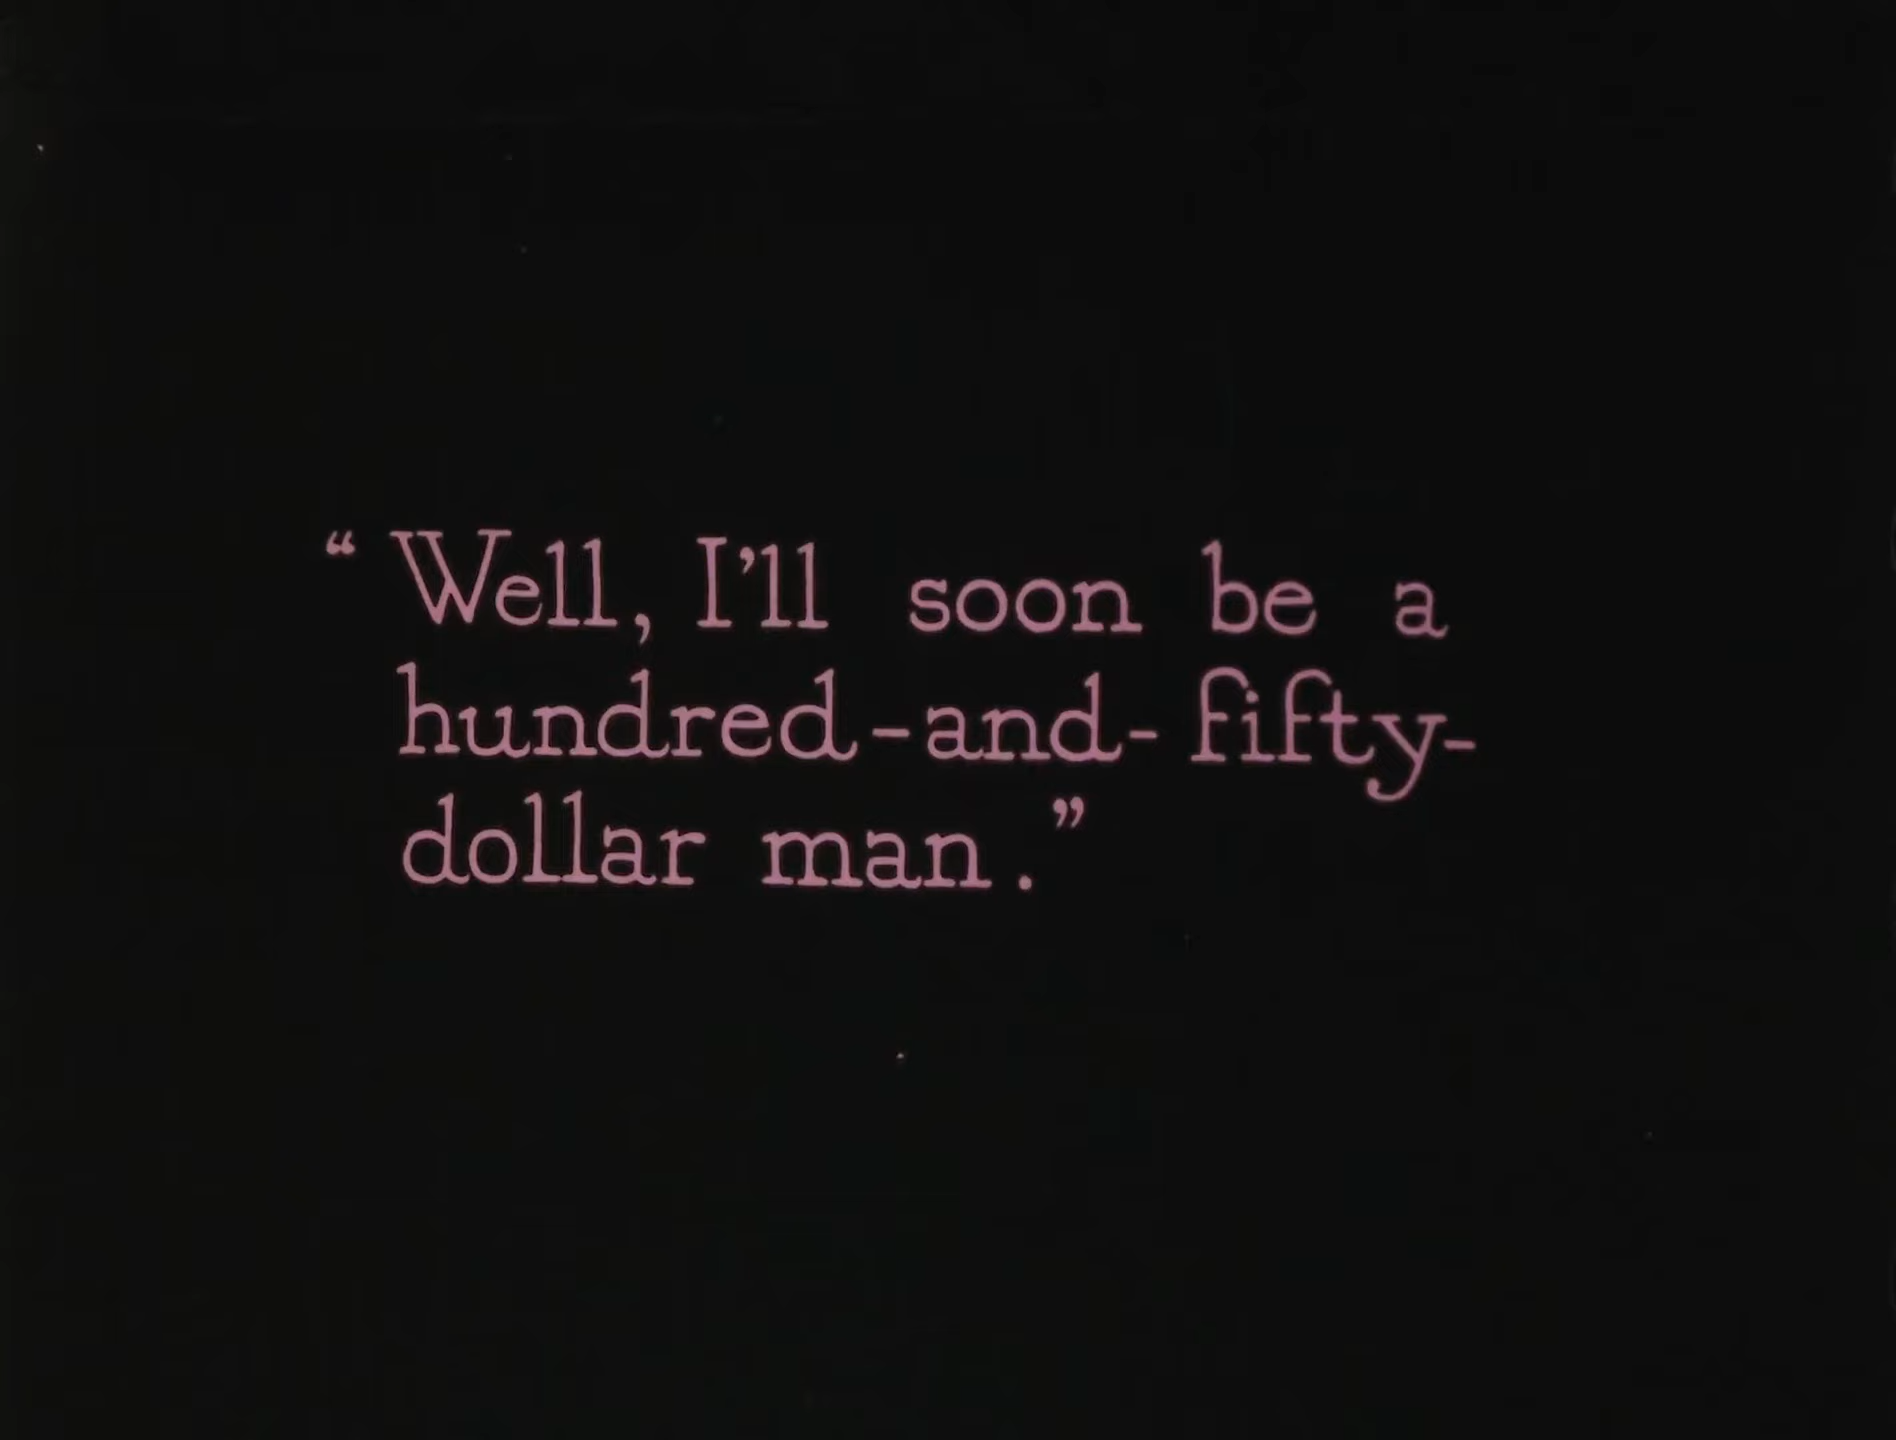 “Well, I’ll soon be a
hundred-and-fifty-
dollar man.”